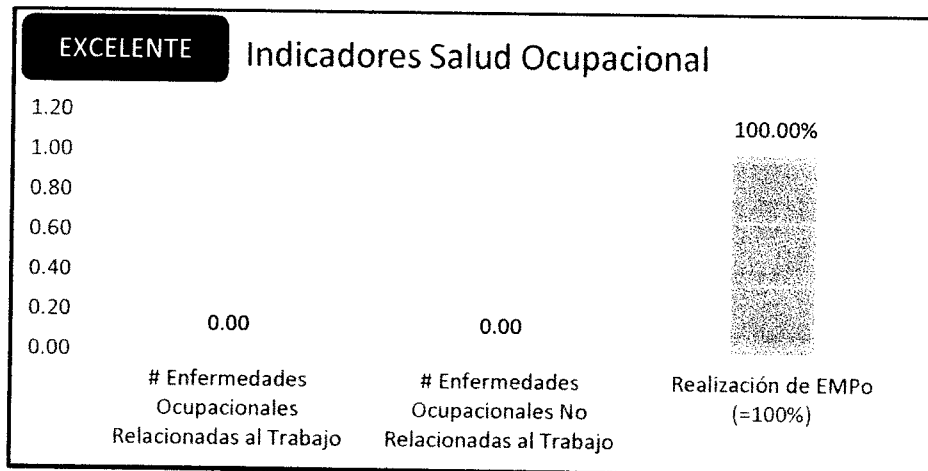 EXCELENTE
Indicadores Salud Ocupacional
1.20
1.00
0.80
0.60
0.40
0.20
0.00
0.00
0.00
100.00%
# Enfermedades
Ocupacionales
Relacionadas al Trabajo
# Enfermedades
Ocupacionales No
Relacionadas al Trabajo
Realización de EMPo
(=100%)